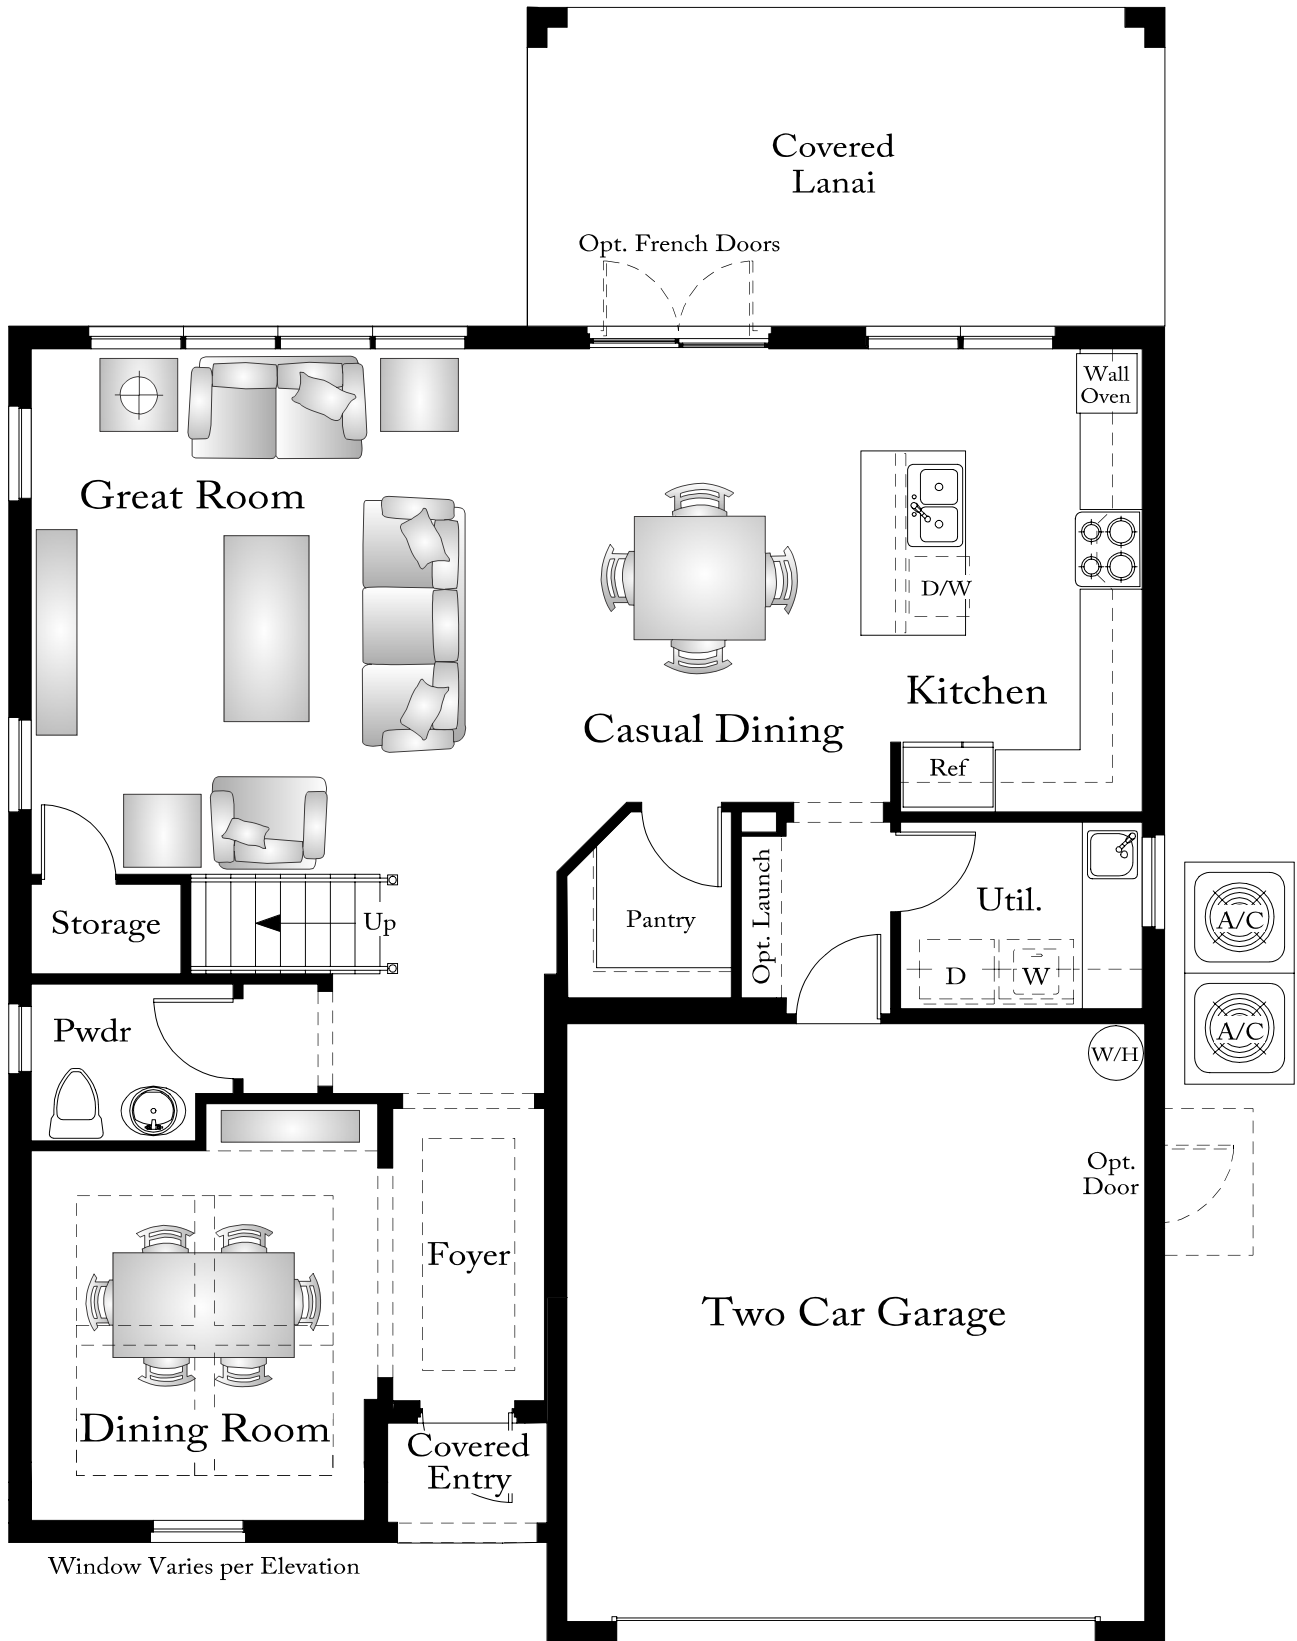 Covered
Lanai
Opt. French Doors
Wall
Oven
Great Room
D/W
Kitchen
Casual Dining
Ref
Opt. Launch
Util.
Storage
Up
Pantry
A/C
D
W
Pwdr
A/C
W/H
Opt.
Door
Foyer
Two Car Garage
Dining Room
Covered
Entry
Window Varies per Elevation